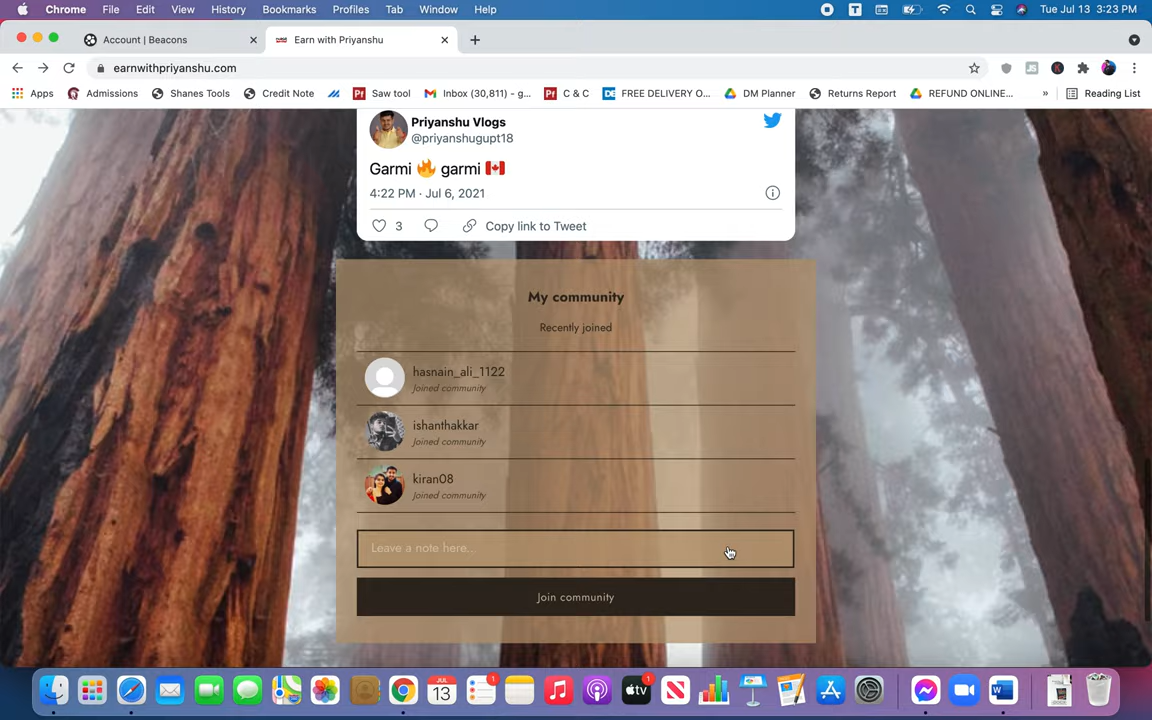 Chrome File Edit View History Bookmarks Profiles Tab Window Help Tue Jul 13 3:23 PM
Account | Beacons
Earn with Priyanshu
earnwithpriyanshu.com
Apps Admissions Shanes Tools Credit Note Saw tool Inbox (30,811) - g... C & C FREE DELIVERY O... DM Planner Returns Report REFUND ONLINE... » Reading List
Priyanshu Vlogs
@priyanshugupt18
Garmi 🔥 garmi 🇨🇦
4:22 PM · Jul 6, 2021
3 Copy link to Tweet
My community
Recently joined
hasnain_ali_1122
Joined community
ishanthakkar
Joined community
kiran08
Joined community
Leave a note here...
Join community